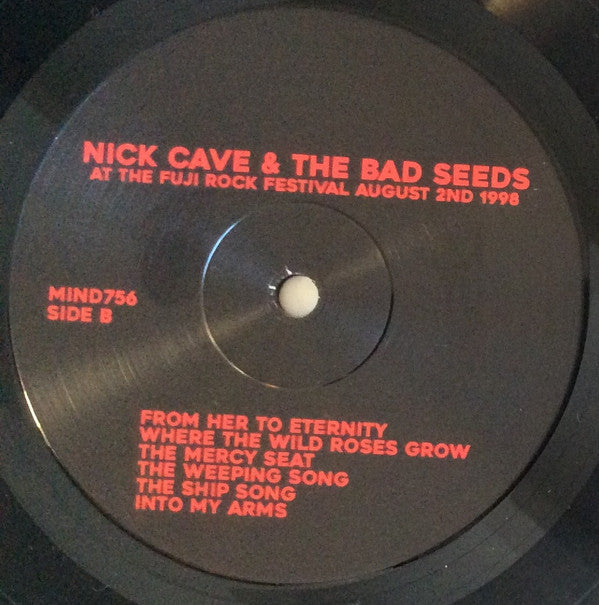 NICK CAVE & THE BAD SEEDS
AT THE FUJI ROCK FESTIVAL AUGUST 2ND 1998
MIND756
SIDE B
FROM HER TO ETERNITY
WHERE THE WILD ROSES GROW
THE MERCY SEAT
THE WEEPING SONG
THE SHIP SONG
INTO MY ARMS